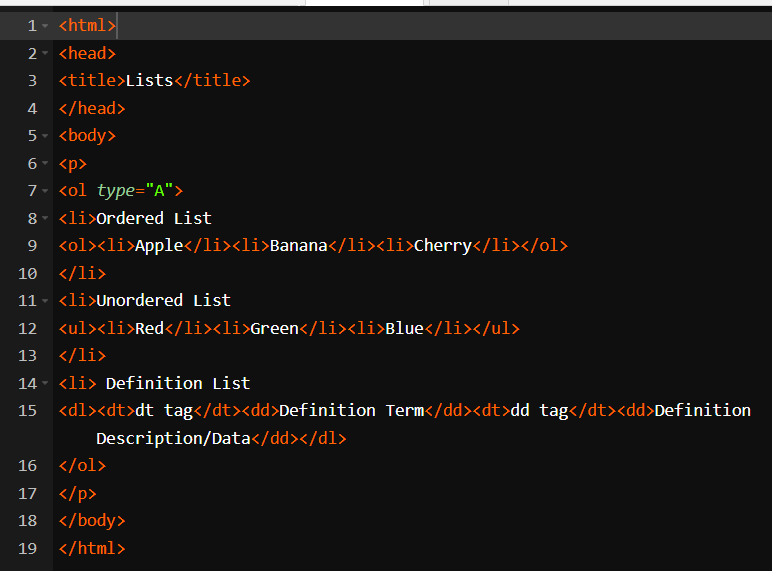 1 <html>
2 <head>
3 <title>Lists</title>
4 </head>
5 <body>
6 <p>
7 <ol type="A">
8 <li>Ordered List
9 <ol><li>Apple</li><li>Banana</li><li>Cherry</li></ol>
10 </li>
11 <li>Unordered List
12 <ul><li>Red</li><li>Green</li><li>Blue</li></ul>
13 </li>
14 <li> Definition List
15 <dl><dt>dt tag</dt><dd>Definition Term</dd><dt>dd tag</dt><dd>Definition
Description/Data</dd></dl>
16 </ol>
17 </p>
18 </body>
19 </html>